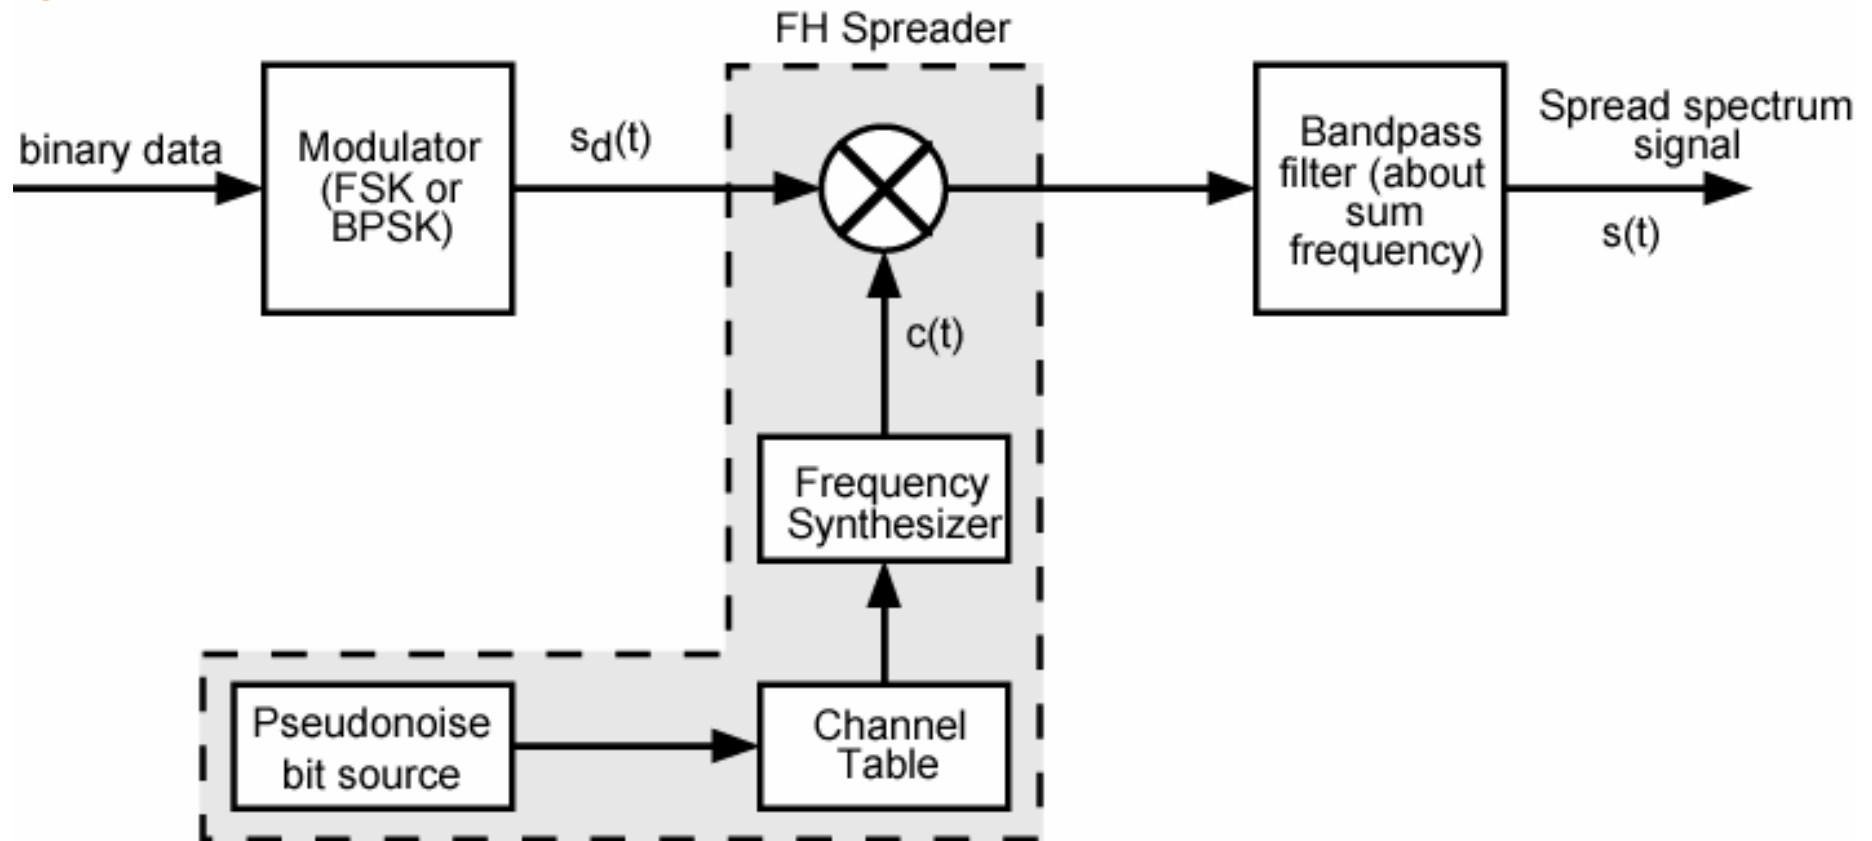 FH Spreader
binary data
Modulator
(FSK or
BPSK)
s_d(t)
Bandpass
filter (about
sum
frequency)
Spread spectrum
signal
s(t)
c(t)
Frequency
Synthesizer
Pseudonoise
bit source
Channel
Table